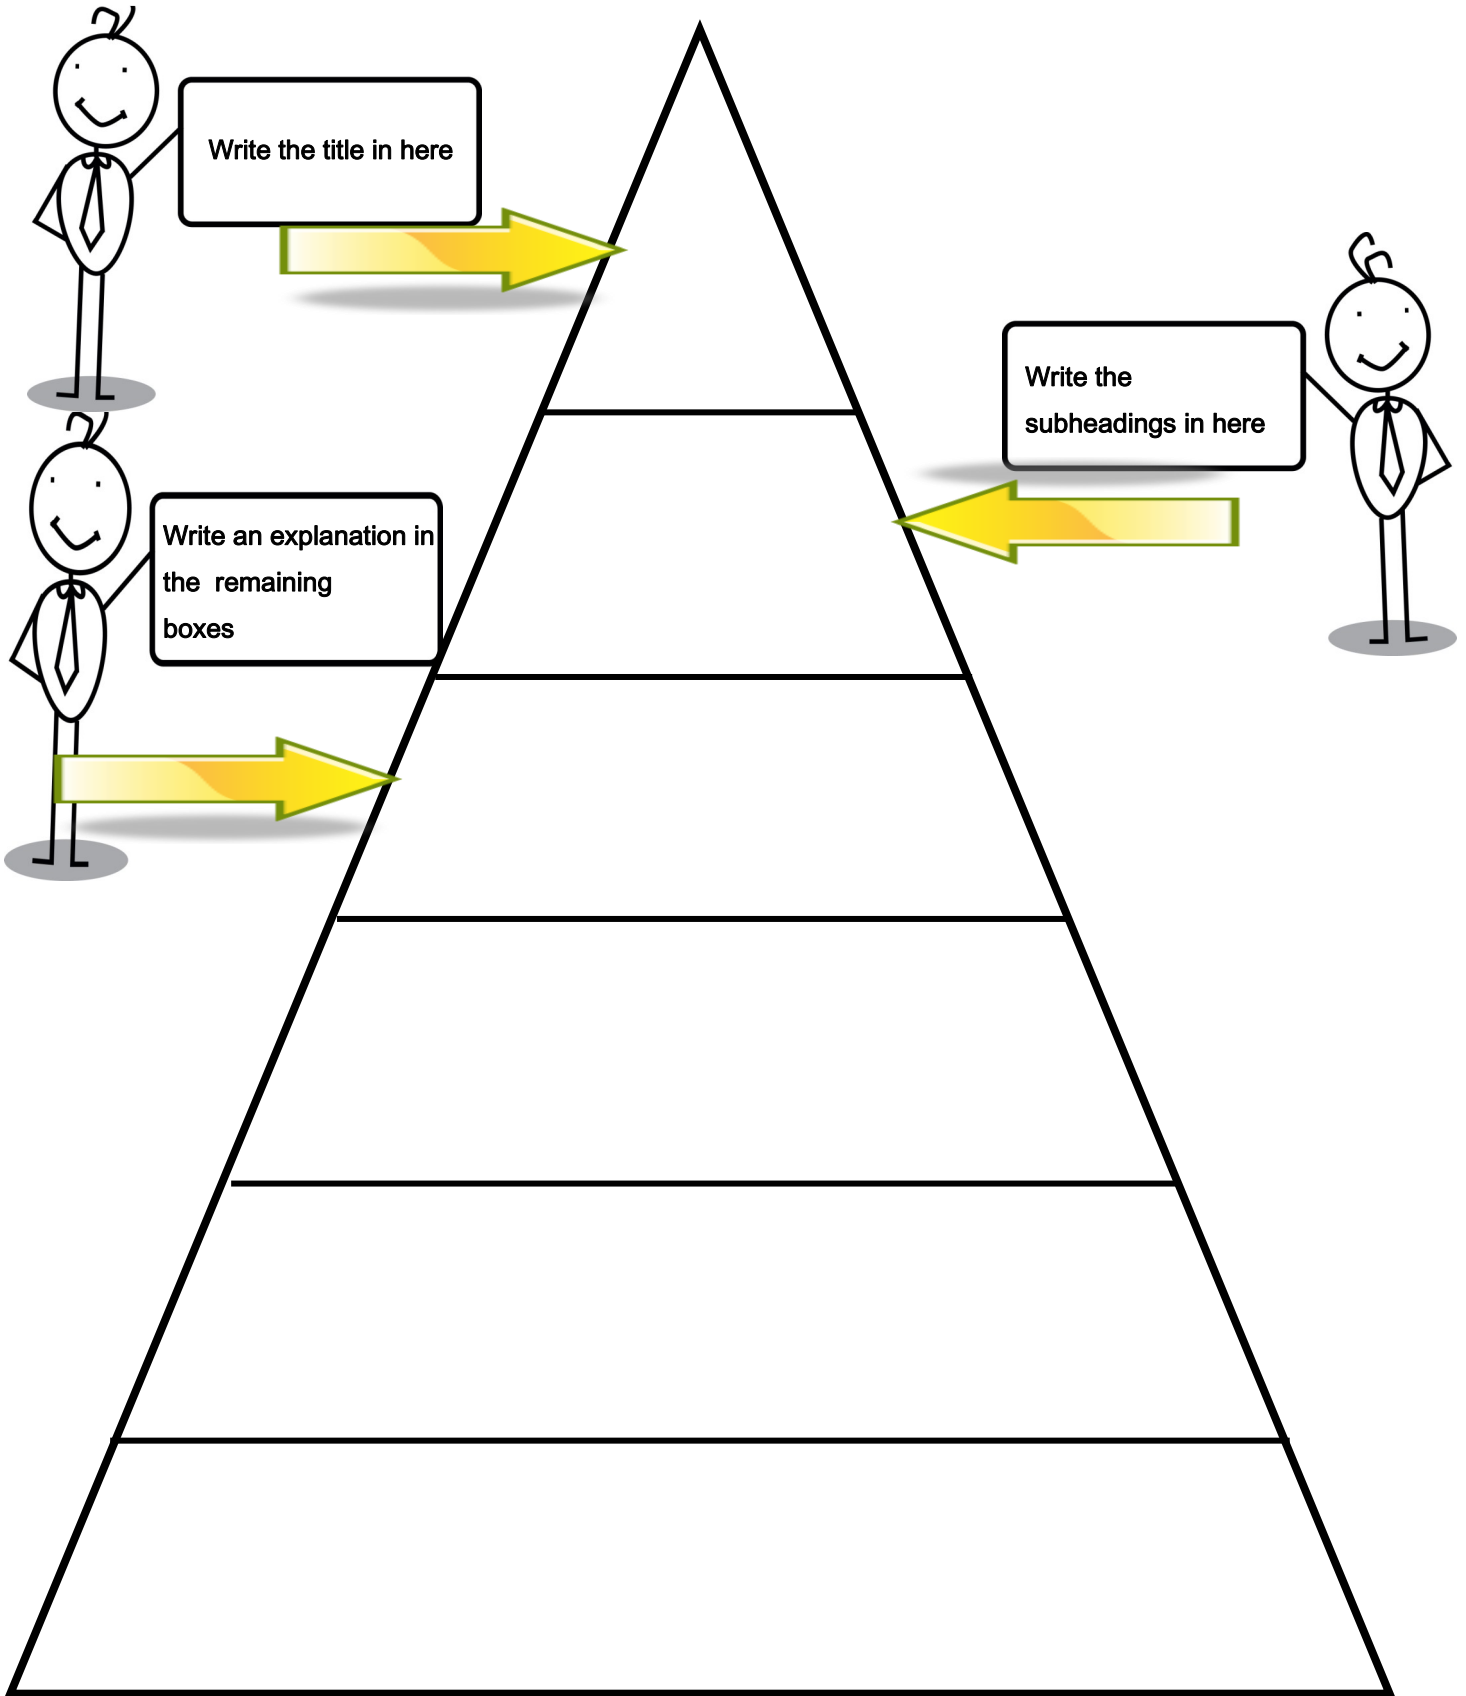 Write the title in here
Write the
subheadings in here
Write an explanation in
the  remaining
boxes